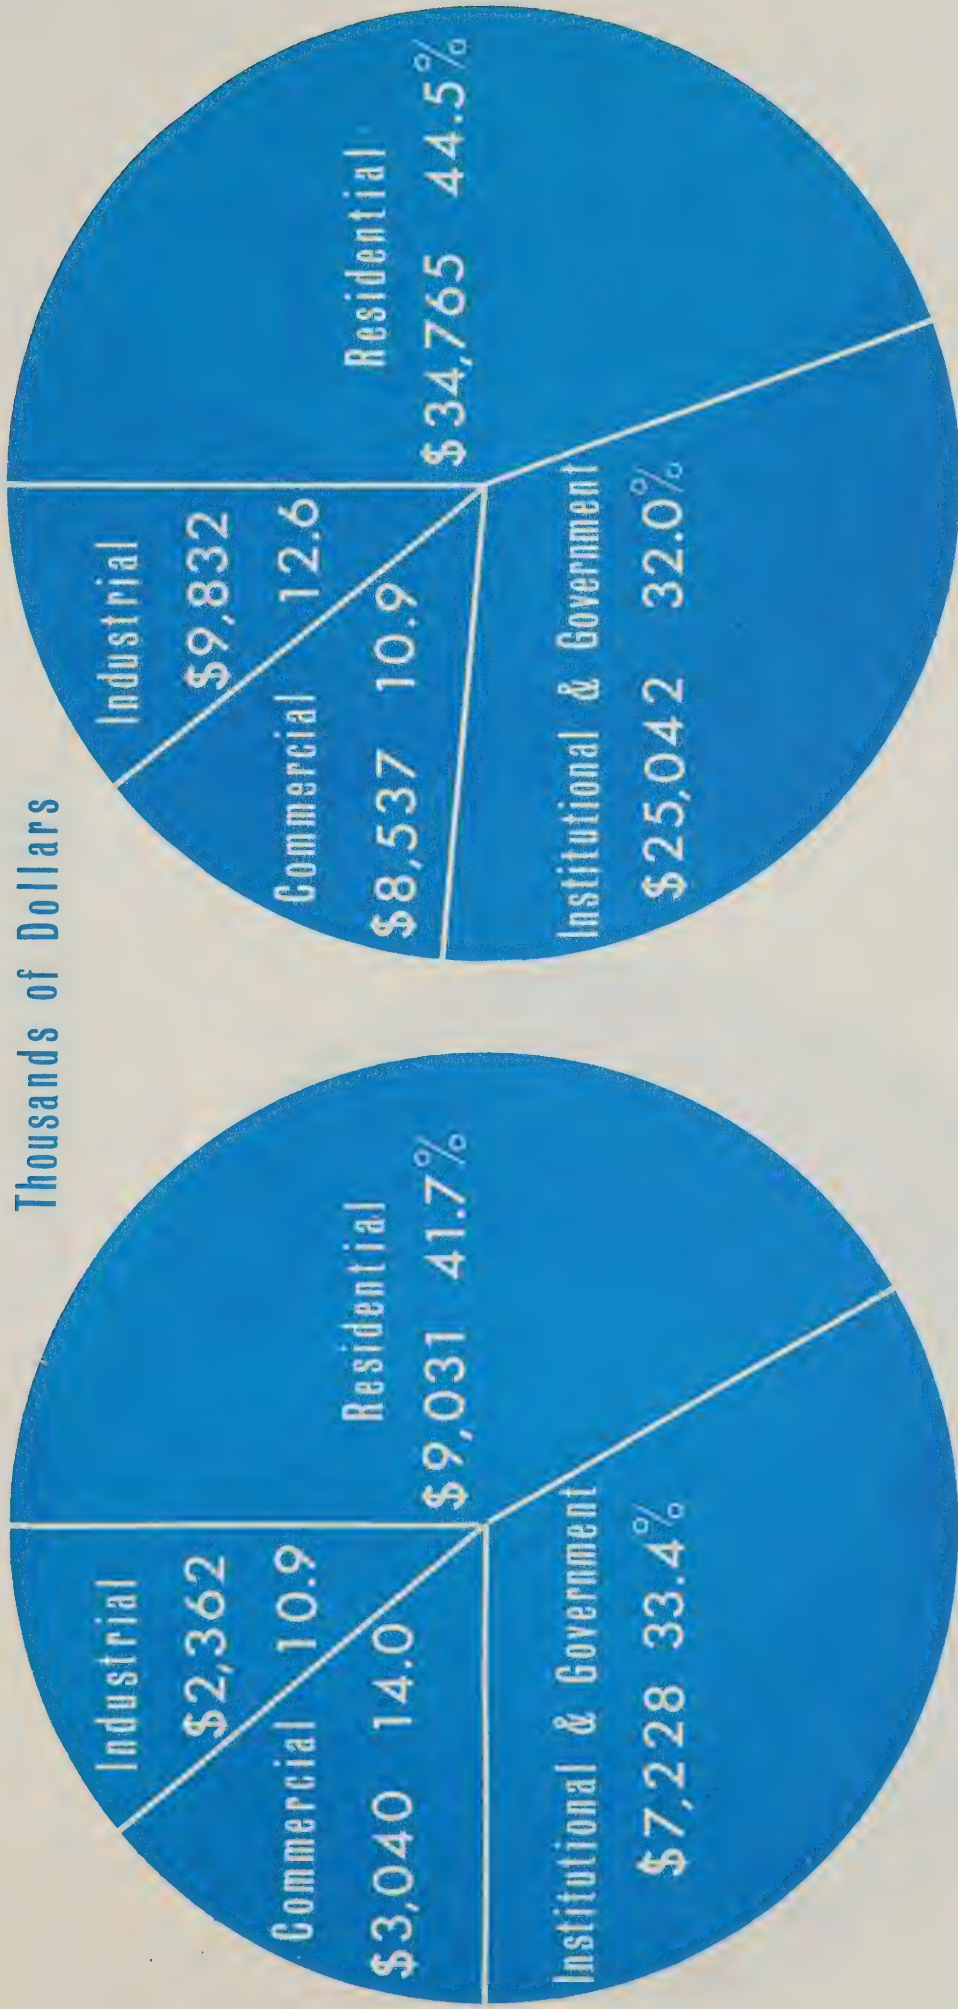 Thousands of Dollars
Industrial
$2,362
10.9
Commercial
$3,040 14.0
Residential
$9,031 41.7%
Institutional & Government
$7,228 33.4%
Industrial
$9,832
12.6
Commercial
$8,537 10.9
Residential
$34,765 44.5%
Institutional & Government
$25,042 32.0%